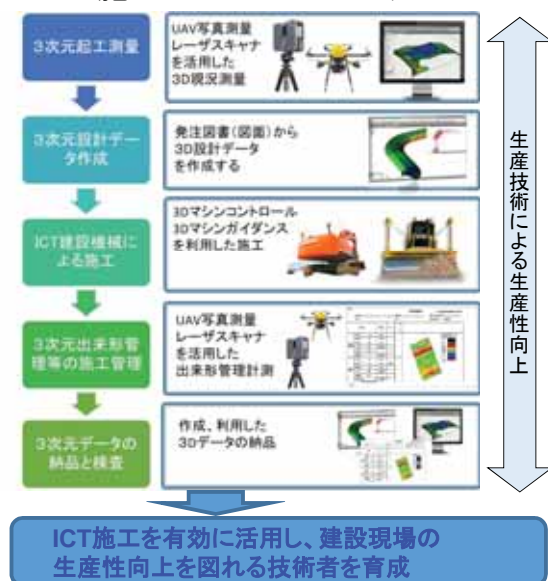 3次元起工測量
UAV写真測量
レーザスキャナ
を活用した
3D現況測量
3次元設計デー
タ作成
発注図書(図面)から
3D設計データ
を作成する
ICT建設機械に
よる施工
3Dマシンコントロール
3Dマシンガイダンス
を利用した施工
3次元出来形管
理等の施工管理
UAV写真測量
レーザスキャナ
を活用した
出来形管理計測
3次元データの
納品と検査
作成、利用した
3Dデータの納品
生産技術による生産性向上
ICT施工を有効に活用し、建設現場の
生産性向上を図れる技術者を育成